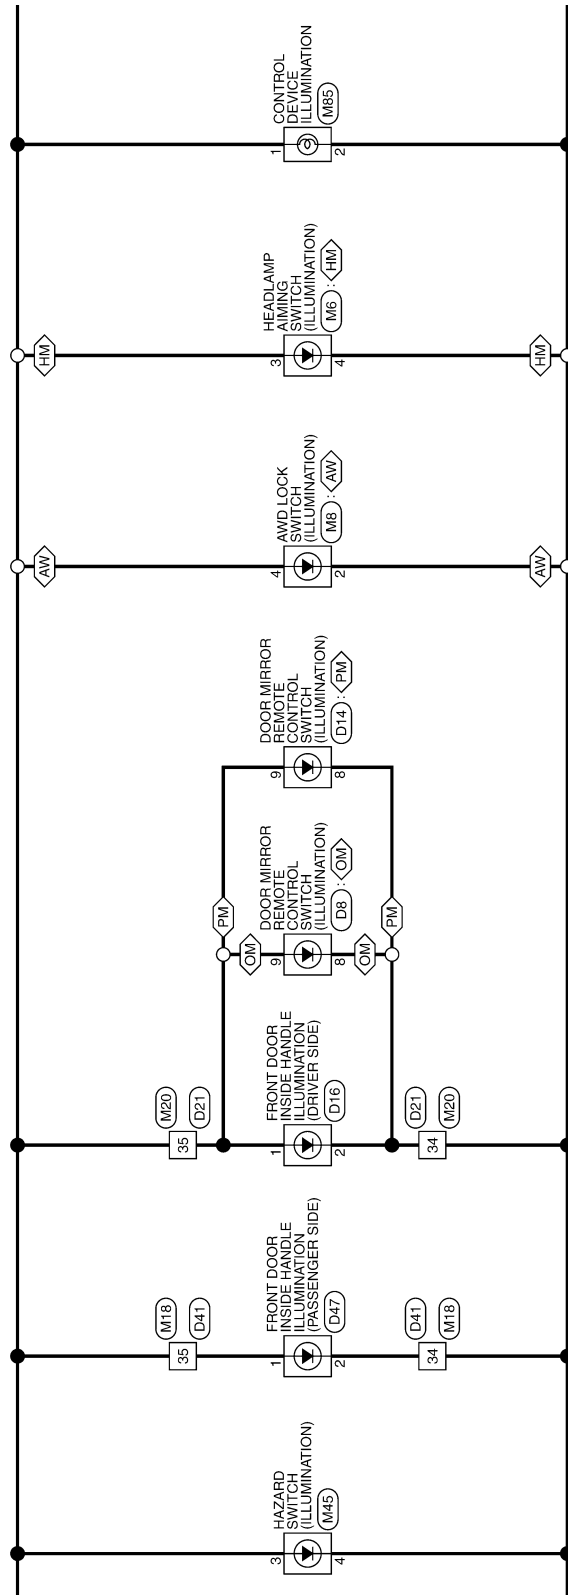 CONTROL
DEVICE
ILLUMINATION
M85
1
2
HEADLAMP
AIMING
SWITCH
(ILLUMINATION)
M6 : HM
HM
3
4
HM
AWD LOCK
SWITCH
(ILLUMINATION)
M8 : AW
AW
4
2
AW
DOOR MIRROR
REMOTE
CONTROL
SWITCH
(ILLUMINATION)
D14 : PM
9
8
PM
PM
DOOR MIRROR
REMOTE
CONTROL
SWITCH
(ILLUMINATION)
D8 : OM
OM
9
8
OM
FRONT DOOR
INSIDE HANDLE
ILLUMINATION
(DRIVER SIDE)
D16
M20
D21
35
1
2
34
D21
M20
FRONT DOOR
INSIDE HANDLE
ILLUMINATION
(PASSENGER SIDE)
D47
M18
D41
35
1
2
34
D41
M18
HAZARD
SWITCH
(ILLUMINATION)
M45
3
4